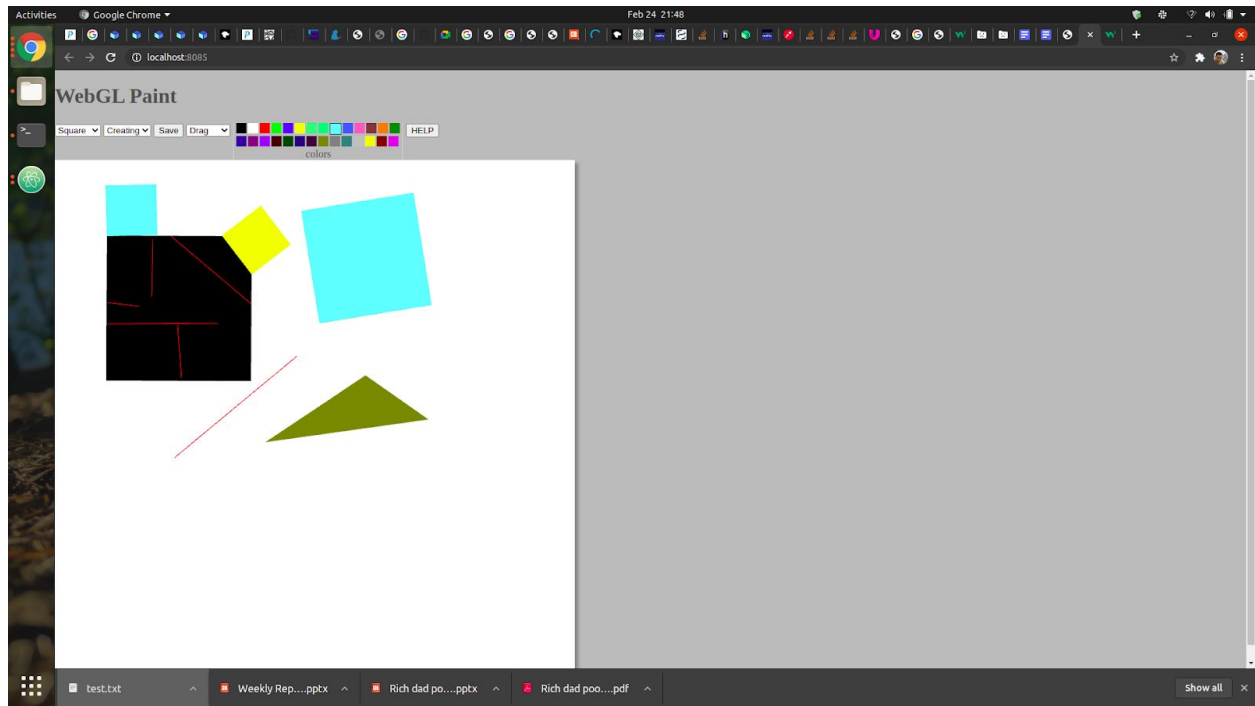 Activities Google Chrome Feb 24 21:48
localhost:8085
WebGL Paint
Square Creating Save Drag HELP
colors
test.txt Weekly Rep....pptx Rich dad po....pptx Rich dad poo....pdf Show all